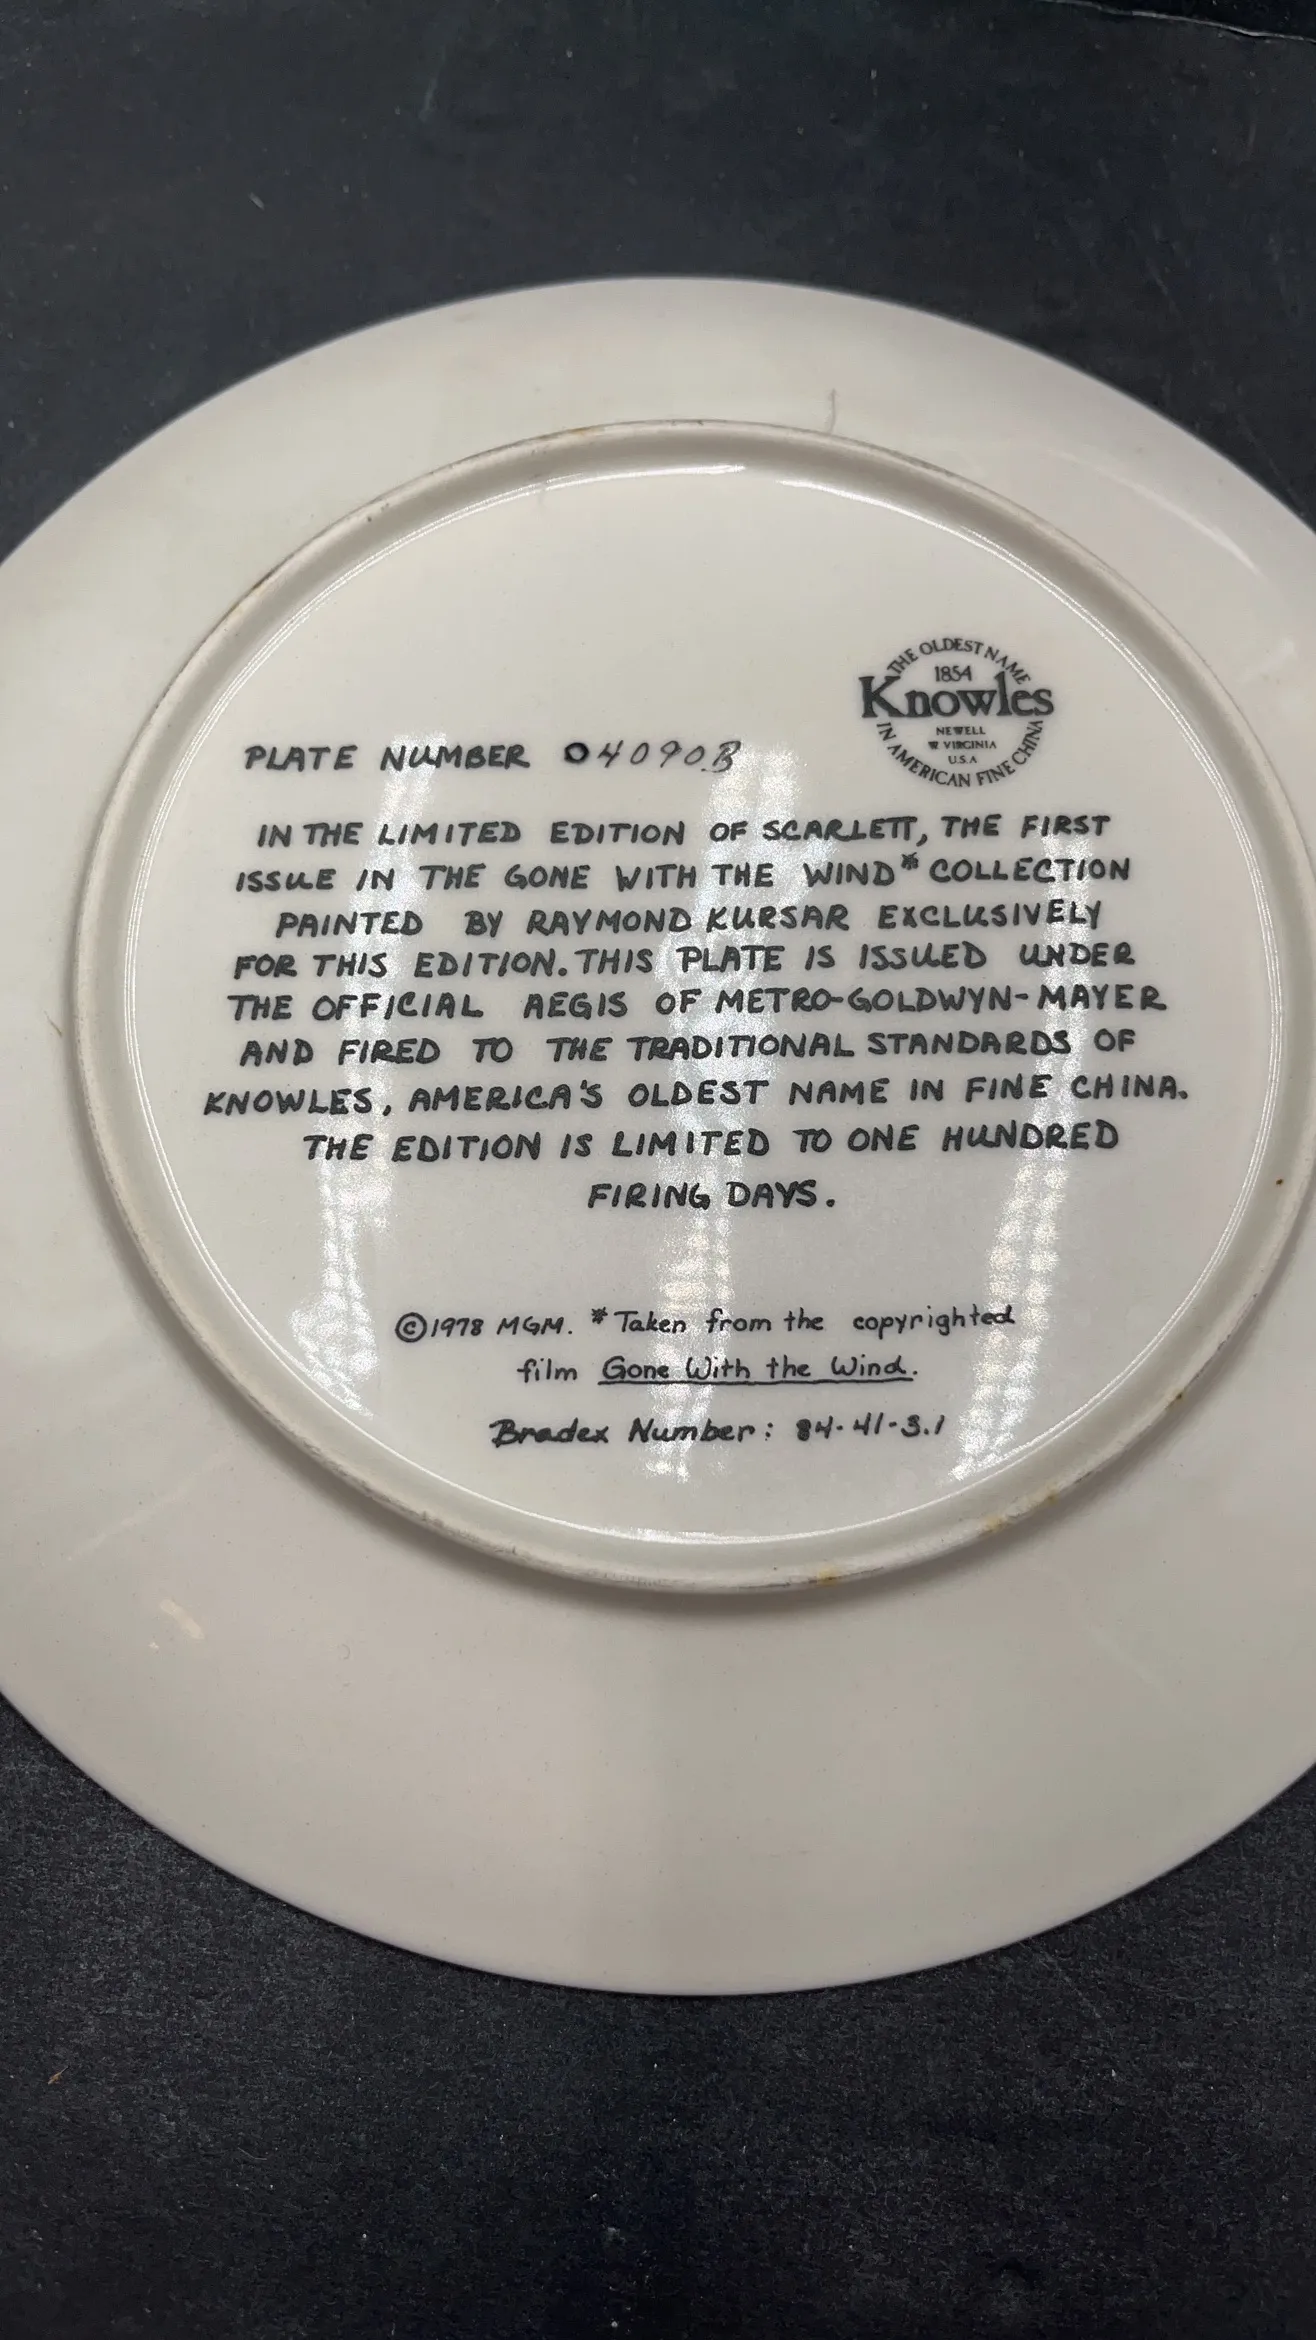 THE OLDEST NAME
1854
Knowles
NEWELL
W VIRGINIA
U.S.A
IN AMERICAN FINE CHINA
PLATE NUMBER 04090B
IN THE LIMITED EDITION OF SCARLETT, THE FIRST
ISSUE IN THE GONE WITH THE WIND* COLLECTION
PAINTED BY RAYMOND KURSAR EXCLUSIVELY
FOR THIS EDITION. THIS PLATE IS ISSUED UNDER
THE OFFICIAL AEGIS OF METRO-GOLDWYN-MAYER
AND FIRED TO THE TRADITIONAL STANDARDS OF
KNOWLES, AMERICA'S OLDEST NAME IN FINE CHINA.
THE EDITION IS LIMITED TO ONE HUNDRED
FIRING DAYS.
©1978 MGM. *Taken from the copyrighted
film Gone With the Wind.
Bradex Number: 84-41-3.1